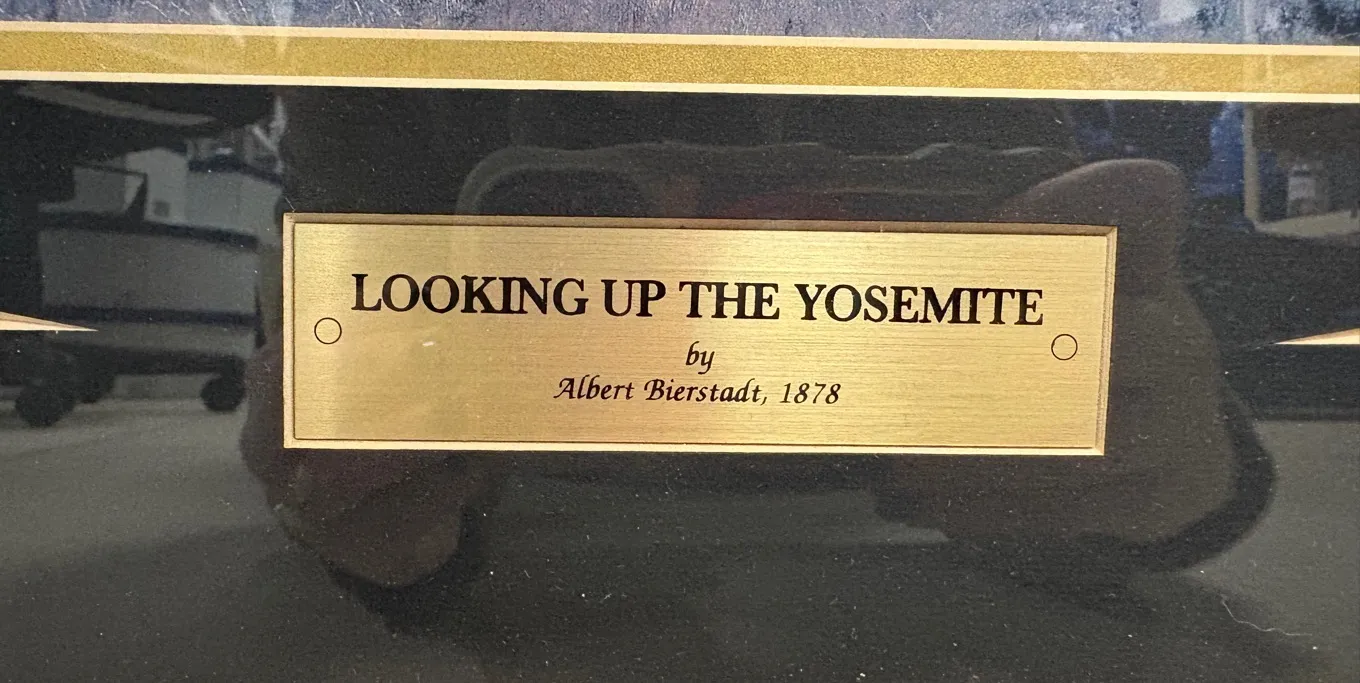 LOOKING UP THE YOSEMITE
by
Albert Bierstadt, 1878